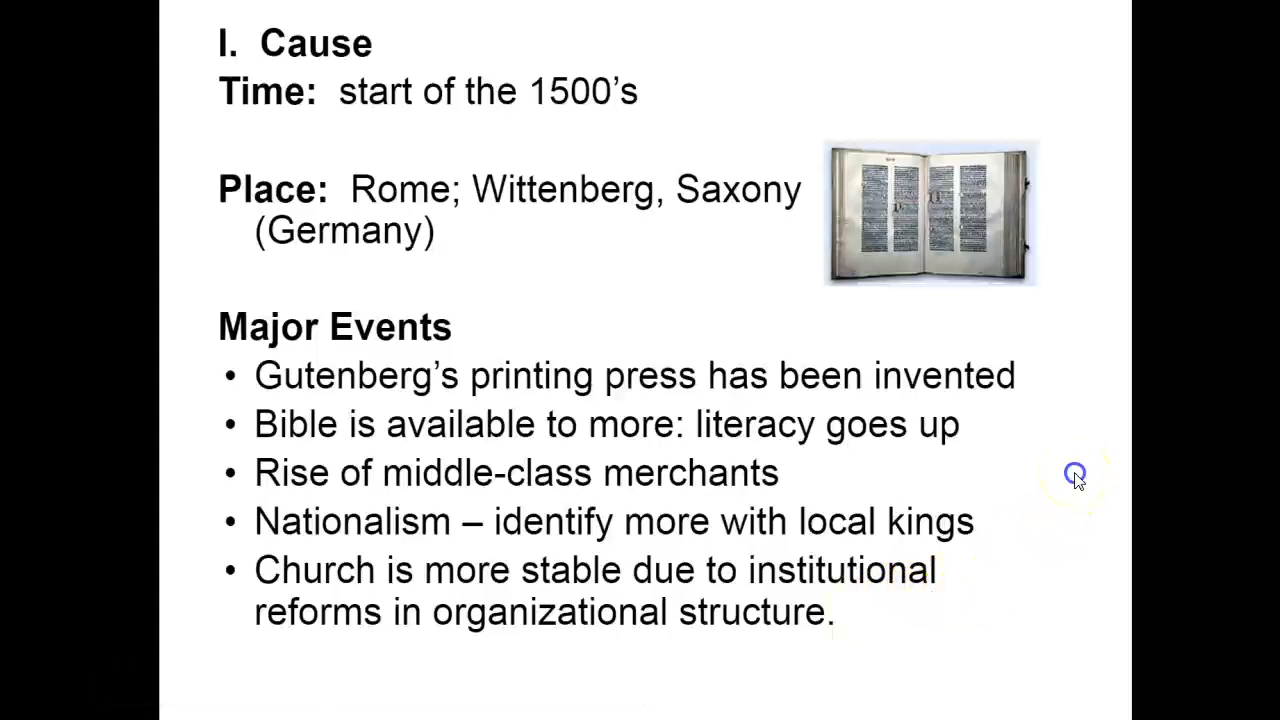 I. Cause
Time: start of the 1500’s
Place: Rome; Wittenberg, Saxony
(Germany)
Major Events
• Gutenberg’s printing press has been invented
• Bible is available to more: literacy goes up
• Rise of middle-class merchants
• Nationalism – identify more with local kings
• Church is more stable due to institutional
reforms in organizational structure.